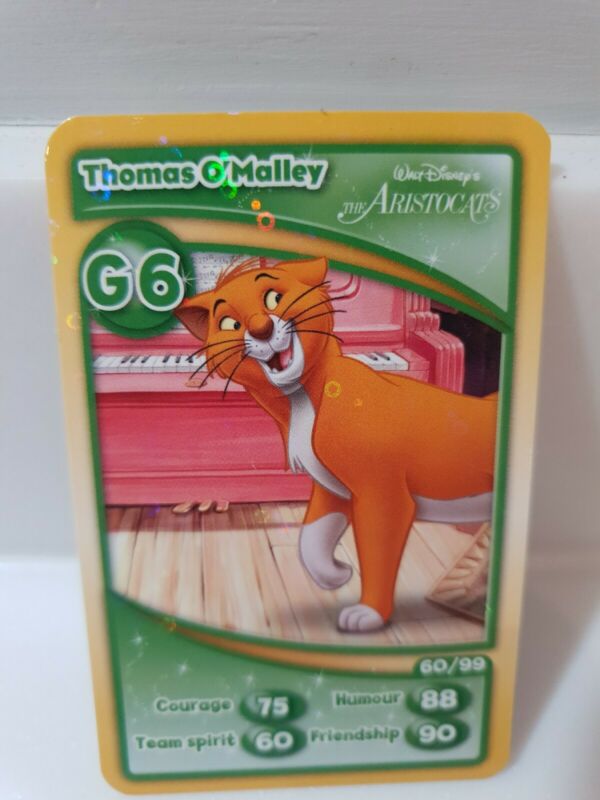 Thomas O'Malley
Walt Disney's
THE ARISTOCATS
G6
60/99
Courage 75 Humour 88
Team spirit 60 Friendship 90